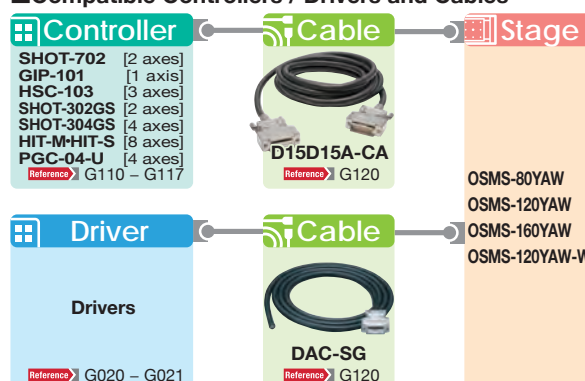 ■Compatible Controllers / Drivers and Cables
Controller
SHOT-702 [2 axes]
GIP-101 [1 axis]
HSC-103 [3 axes]
SHOT-302GS [2 axes]
SHOT-304GS [4 axes]
HIT-M•HIT-S [8 axes]
PGC-04-U [4 axes]
Reference G110 – G117
Cable
D15D15A-CA
Reference G120
Stage
OSMS-80YAW
OSMS-120YAW
OSMS-160YAW
OSMS-120YAW-W
Driver
Drivers
Reference G020 – G021
Cable
DAC-SG
Reference G120